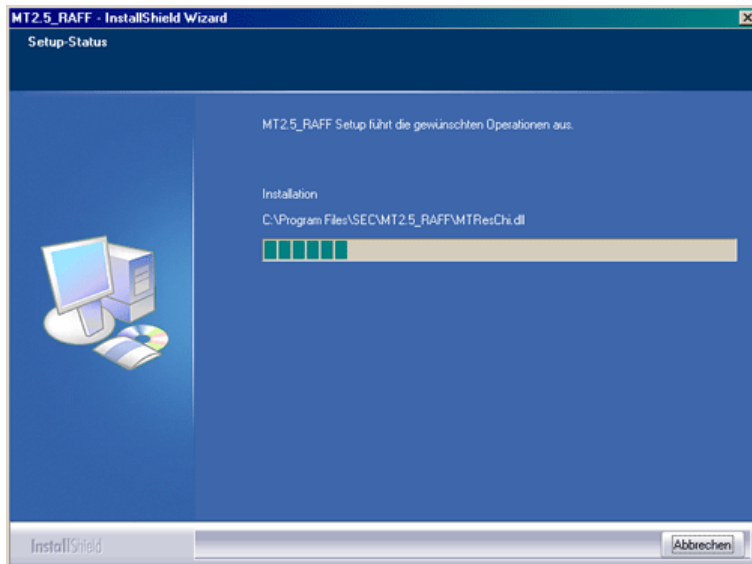 MT2.5_RAFF - InstallShield Wizard
Setup-Status
MT2.5_RAFF Setup führt die gewünschten Operationen aus.
Installation
C:\Program Files\SEC\MT2.5_RAFF\MTResChi.dll
InstallShield
Abbrechen